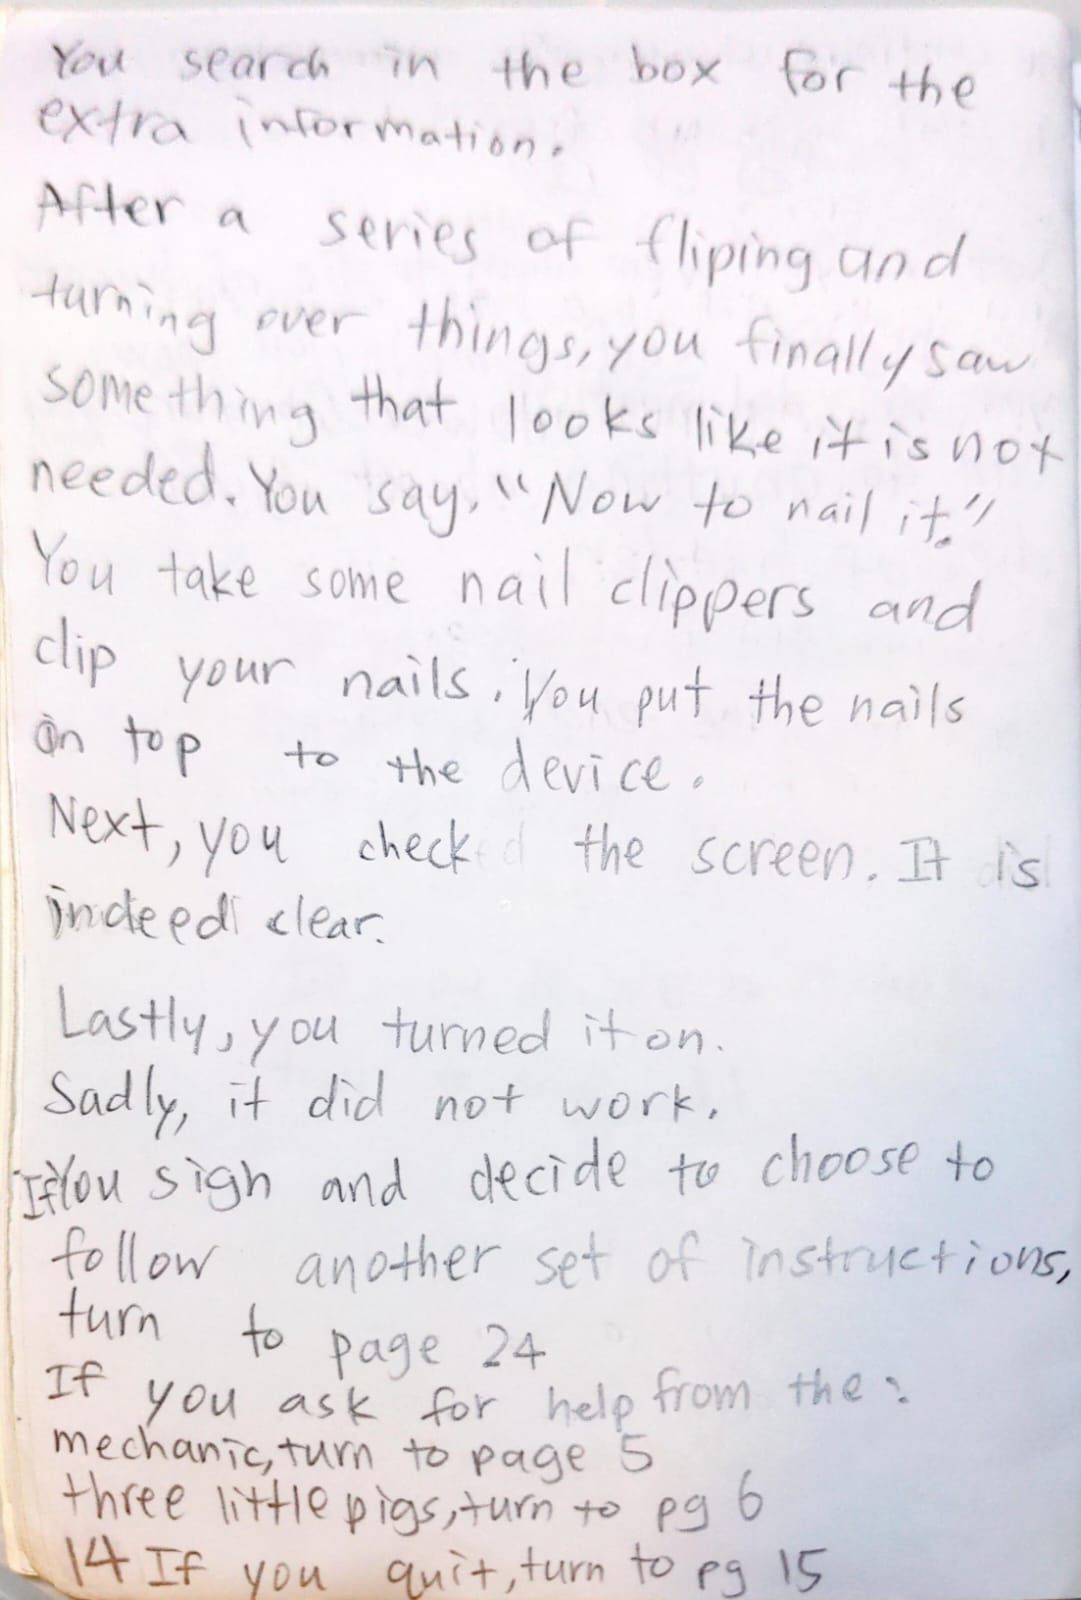 You search in the box for the
extra information.
After a series of fliping and
turning over things, you finally saw
something that looks like it is not
needed. You say, "Now to nail it."
You take some nail clippers and
clip your nails. You put the nails
on top to the device.
Next, you check the screen. It is
indeed clear.
Lastly, you turned it on.
Sadly, it did not work.
If You sigh and decide to choose to
follow another set of instructions,
turn to page 24
If you ask for help from the:
mechanic, turn to page 5
three little pigs, turn to pg 6
14 If you quit, turn to pg 15